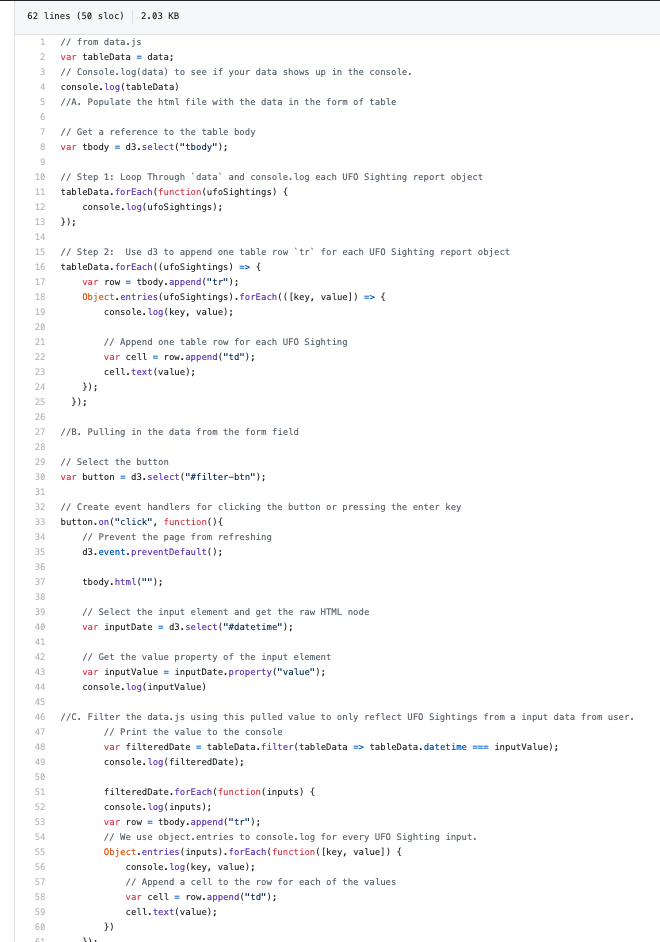 62 lines (50 sloc) 2.03 KB
1 // from data.js
2 var tableData = data;
3 // Console.log(data) to see if your data shows up in the console.
4 console.log(tableData)
5 //A. Populate the html file with the data in the form of table
6
7 // Get a reference to the table body
8 var tbody = d3.select("tbody");
9
10 // Step 1: Loop Through `data` and console.log each UFO Sighting report object
11 tableData.forEach(function(ufoSightings) {
12     console.log(ufoSightings);
13 });
14
15 // Step 2:  Use d3 to append one table row `tr` for each UFO Sighting report object
16 tableData.forEach((ufoSightings) => {
17     var row = tbody.append("tr");
18     Object.entries(ufoSightings).forEach(([key, value]) => {
19         console.log(key, value);
20
21         // Append one table row for each UFO Sighting
22         var cell = row.append("td");
23         cell.text(value);
24     });
25   });
26
27 //B. Pulling in the data from the form field
28
29 // Select the button
30 var button = d3.select("#filter-btn");
31
32 // Create event handlers for clicking the button or pressing the enter key
33 button.on("click", function(){
34     // Prevent the page from refreshing
35     d3.event.preventDefault();
36
37     tbody.html("");
38
39     // Select the input element and get the raw HTML node
40     var inputDate = d3.select("#datetime");
41
42     // Get the value property of the input element
43     var inputValue = inputDate.property("value");
44     console.log(inputValue)
45
46 //C. Filter the data.js using this pulled value to only reflect UFO Sightings from a input data from user.
47         // Print the value to the console
48         var filteredDate = tableData.filter(tableData => tableData.datetime === inputValue);
49         console.log(filteredDate);
50
51         filteredDate.forEach(function(inputs) {
52         console.log(inputs);
53         var row = tbody.append("tr");
54         // We use object.entries to console.log for every UFO Sighting input.
55         Object.entries(inputs).forEach(function([key, value]) {
56             console.log(key, value);
57             // Append a cell to the row for each of the values
58             var cell = row.append("td");
59             cell.text(value);
60         })
61     });